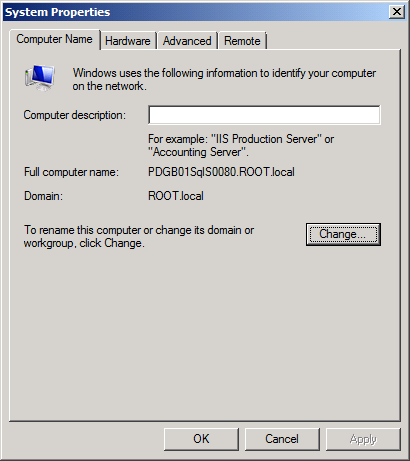 System Properties
Computer Name
Hardware
Advanced
Remote
Windows uses the following information to identify your computer
on the network.
Computer description:
For example: "IIS Production Server" or
"Accounting Server".
Full computer name:
PDGB01SqlS0080.ROOT.local
Domain:
ROOT.local
To rename this computer or change its domain or
workgroup, click Change.
Change...
OK
Cancel
Apply